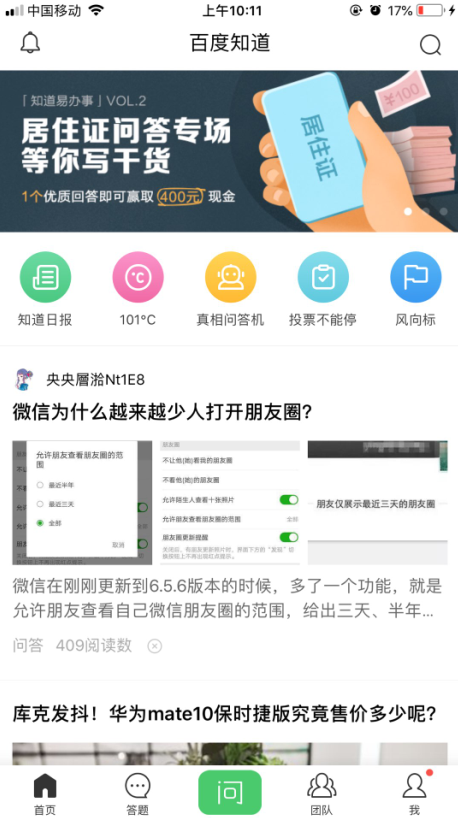 中国移动
上午10:11
17%
百度知道
「知道易办事」VOL.2
居住证问答专场
等你写干货
1个优质回答即可赢取 400元 现金
居住证
¥100
知道日报
101°C
真相问答机
投票不能停
风向标
央央層湁Nt1E8
微信为什么越来越少人打开朋友圈?
允许朋友查看朋友圈的范
围
最近半年
最近三天
全部
取消
朋友圈
不让他(她)看我的朋友圈
不看他(她)的朋友圈
允许陌生人查看十张照片
允许朋友查看朋友圈的范围 全部
朋友圈更新提醒
朋友仅展示最近三天的朋友圈
微信在刚刚更新到6.5.6版本的时候，多了一个功能，就是
允许朋友查看自己微信朋友圈的范围，给出三天、半年...
问答 409阅读数
库克发抖！华为mate10保时捷版究竟售价多少呢?
首页
答题
问
团队
我